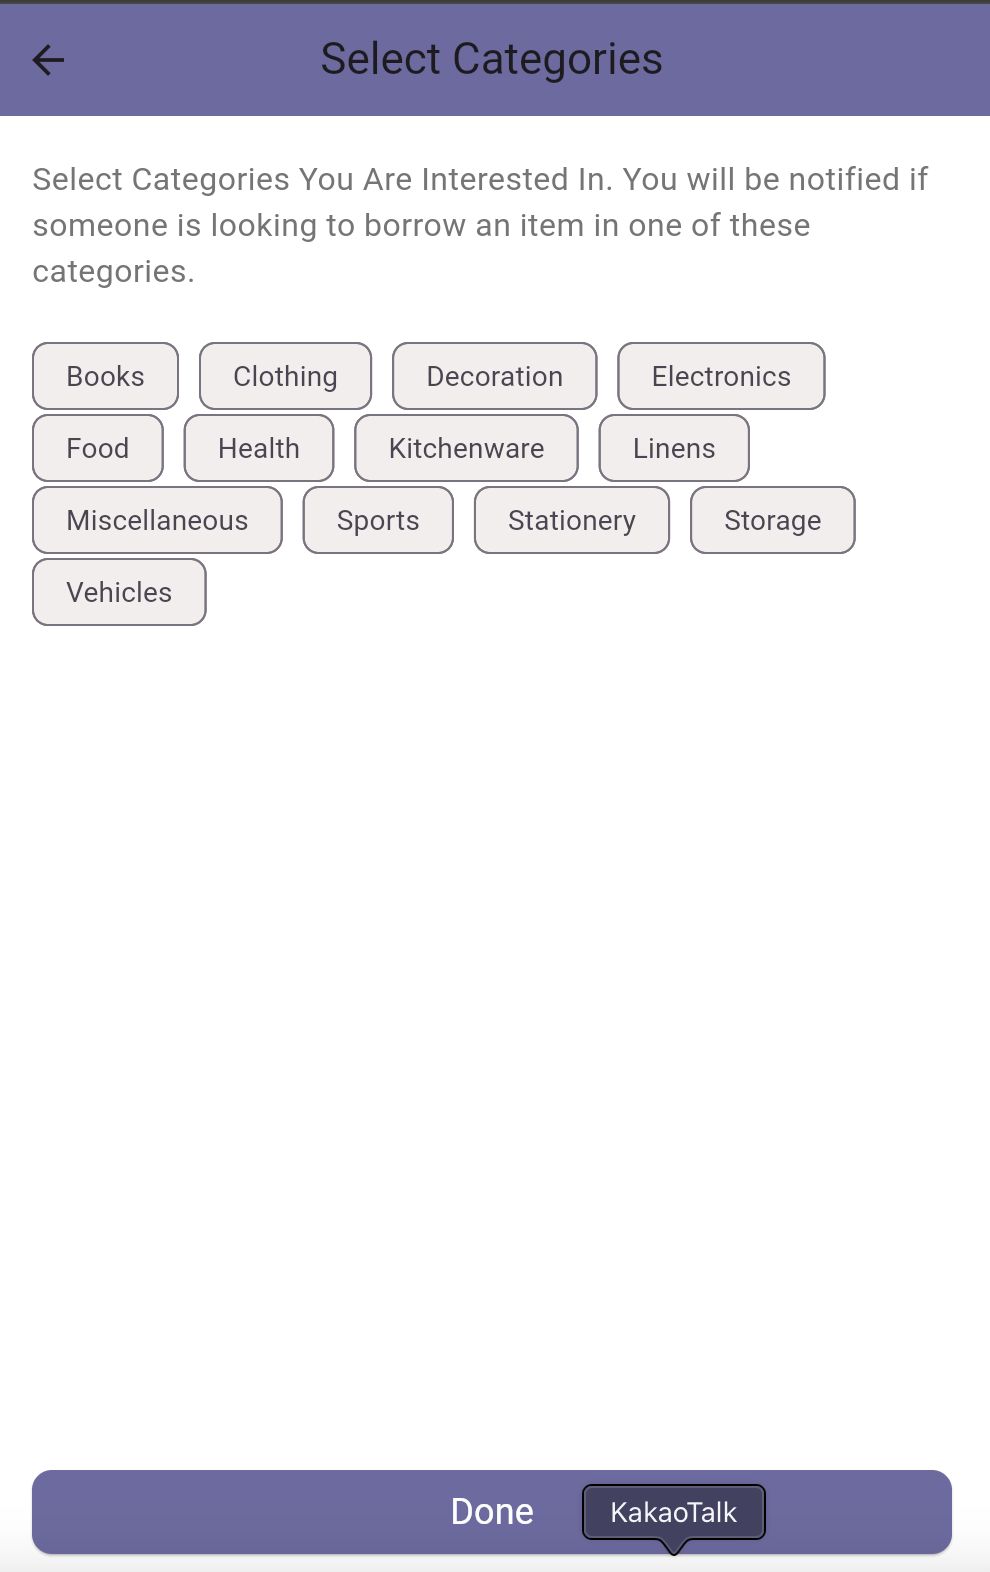 Select Categories
Select Categories You Are Interested In. You will be notified if
someone is looking to borrow an item in one of these
categories.
Books Clothing Decoration Electronics
Food Health Kitchenware Linens
Miscellaneous Sports Stationery Storage
Vehicles
Done KakaoTalk